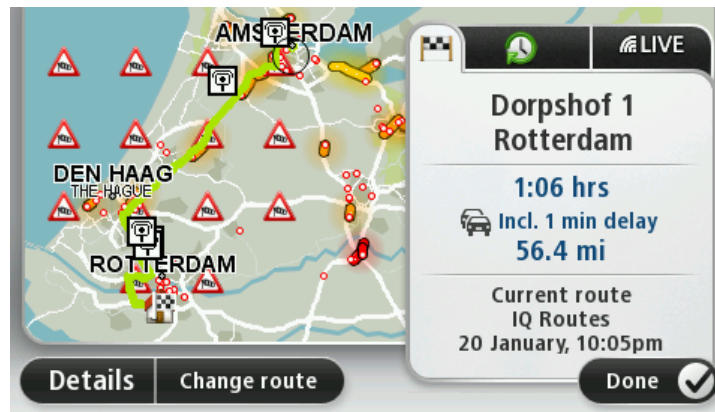 AMSTERDAM
DEN HAAG
THE HAGUE
ROTTERDAM
LIVE
Dorpshof 1
Rotterdam
1:06 hrs
Incl. 1 min delay
56.4 mi
Current route
IQ Routes
20 January, 10:05pm
Details
Change route
Done